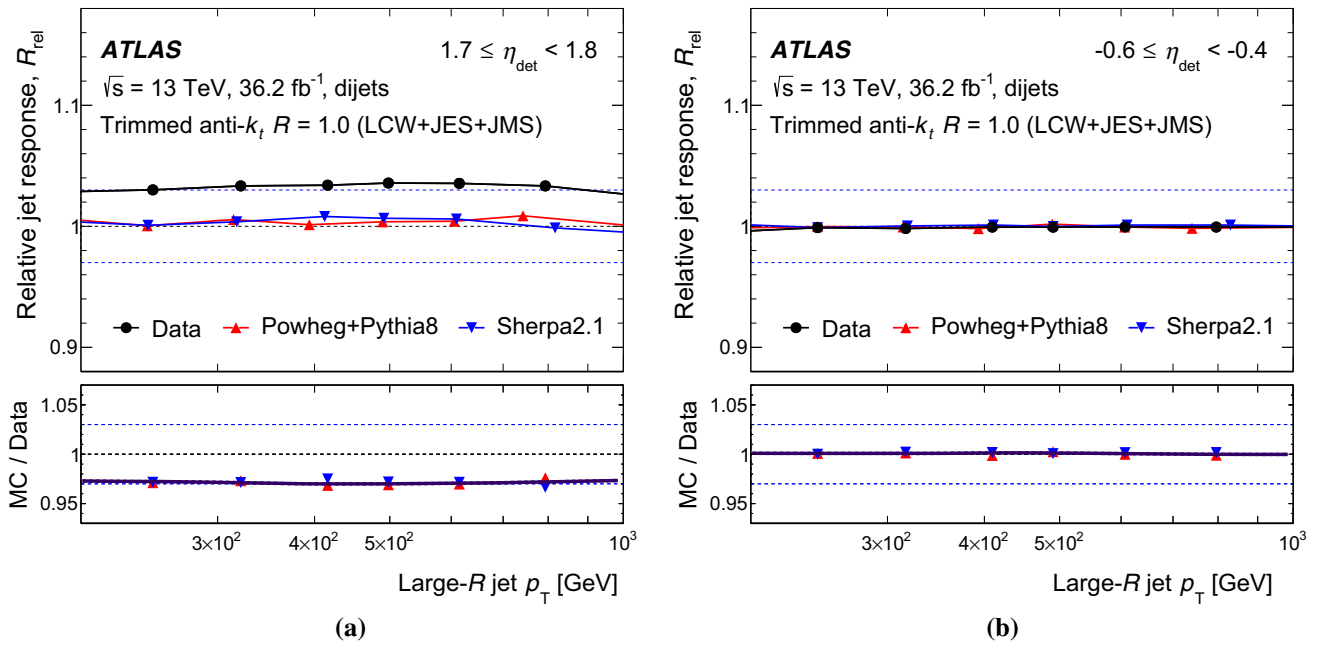 Relative jet response, R_rel
ATLAS 1.7 ≤ η_det < 1.8
√s = 13 TeV, 36.2 fb⁻¹, dijets
Trimmed anti-k_t R = 1.0 (LCW+JES+JMS)
1.1
1
0.9
Data Powheg+Pythia8 Sherpa2.1
MC / Data
1.05
1
0.95
3×10² 4×10² 5×10² 10³
Large-R jet p_T [GeV]
(a)
Relative jet response, R_rel
ATLAS -0.6 ≤ η_det < -0.4
√s = 13 TeV, 36.2 fb⁻¹, dijets
Trimmed anti-k_t R = 1.0 (LCW+JES+JMS)
1.1
1
0.9
Data Powheg+Pythia8 Sherpa2.1
MC / Data
1.05
1
0.95
3×10² 4×10² 5×10² 10³
Large-R jet p_T [GeV]
(b)